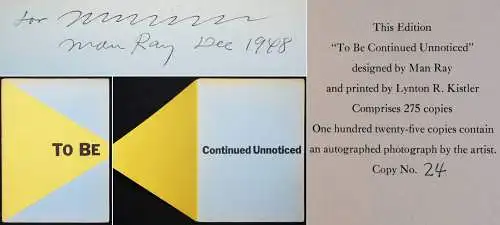 for
Man Ray Dec 1948
TO BE
Continued Unnoticed
This Edition
“To Be Continued Unnoticed”
designed by Man Ray
and printed by Lynton R. Kistler
Comprises 275 copies
One hundred twenty-five copies contain
an autographed photograph by the artist.
Copy No. 24